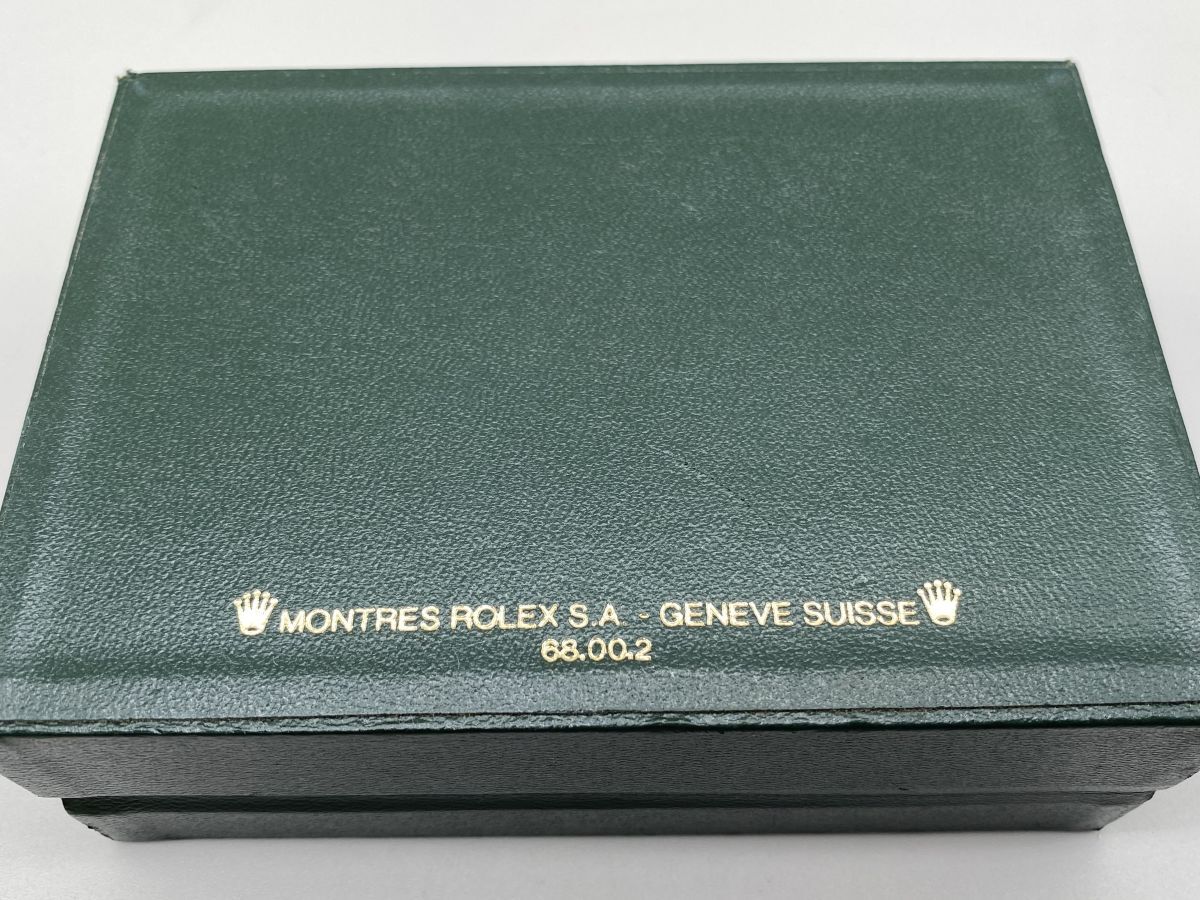 MONTRES ROLEX S.A - GENEVE SUISSE
68.00.2